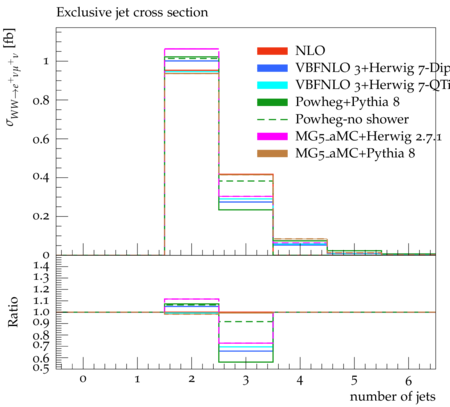 Exclusive jet cross section
σWW→e⁺νμ⁺ν [fb]
1
0.8
0.6
0.4
0.2
0
NLO
VBFNLO 3+Herwig 7-Dip
VBFNLO 3+Herwig 7-QTi
Powheg+Pythia 8
Powheg-no shower
MG5_aMC+Herwig 2.7.1
MG5_aMC+Pythia 8
Ratio
1.4
1.3
1.2
1.1
1.0
0.9
0.8
0.7
0.6
0.5
0 1 2 3 4 5 6
number of jets